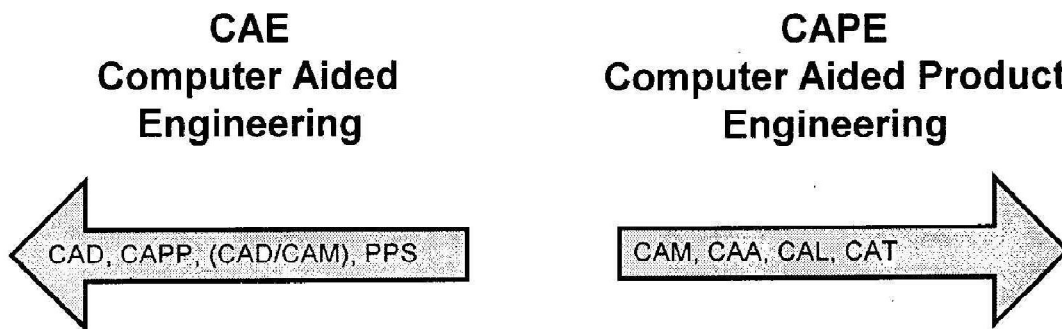 CAE
Computer Aided
Engineering
CAPE
Computer Aided Product
Engineering
CAD, CAPP, (CAD/CAM), PPS
CAM, CAA, CAL, CAT